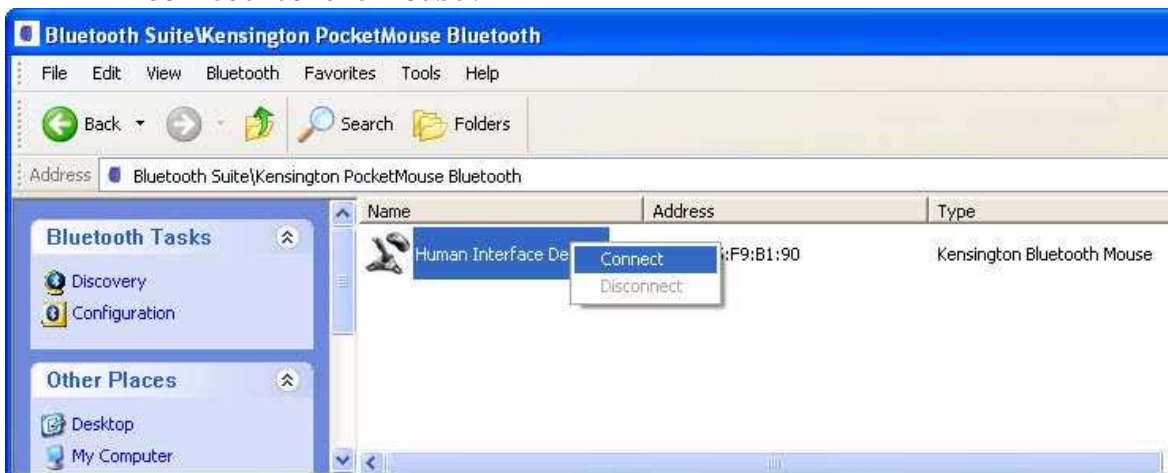 Bluetooth Suite\Kensington PocketMouse Bluetooth
File Edit View Bluetooth Favorites Tools Help
Back Search Folders
Address Bluetooth Suite\Kensington PocketMouse Bluetooth
Name Address Type
Bluetooth Tasks
Human Interface De :F9:B1:90 Kensington Bluetooth Mouse
Connect
Disconnect
Discovery
Configuration
Other Places
Desktop
My Computer